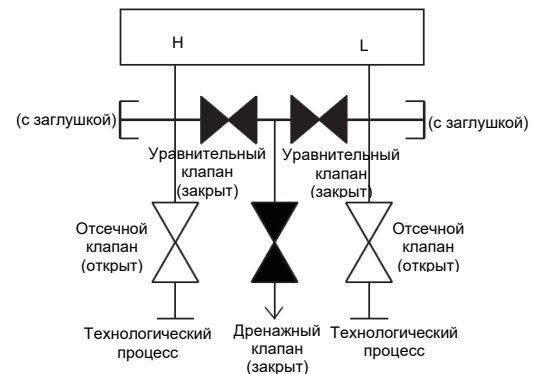 H
L
(с заглушкой)
(с заглушкой)
Уравнительный
клапан
(закрыт)
Уравнительный
клапан
(закрыт)
Отсечной
клапан
(открыт)
Отсечной
клапан
(открыт)
Технологический
процесс
Дренажный
клапан
(закрыт)
Технологический
процесс